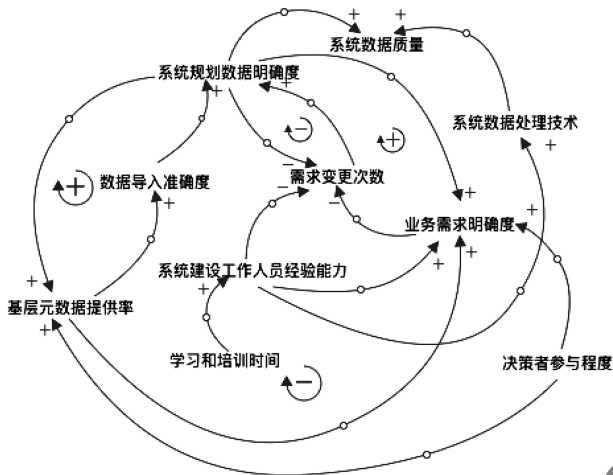 系统数据质量
系统规划数据明确度
系统数据处理技术
需求变更次数
数据导入准确度
业务需求明确度
系统建设工作人员经验能力
基层元数据提供率
学习和培训时间
决策者参与程度